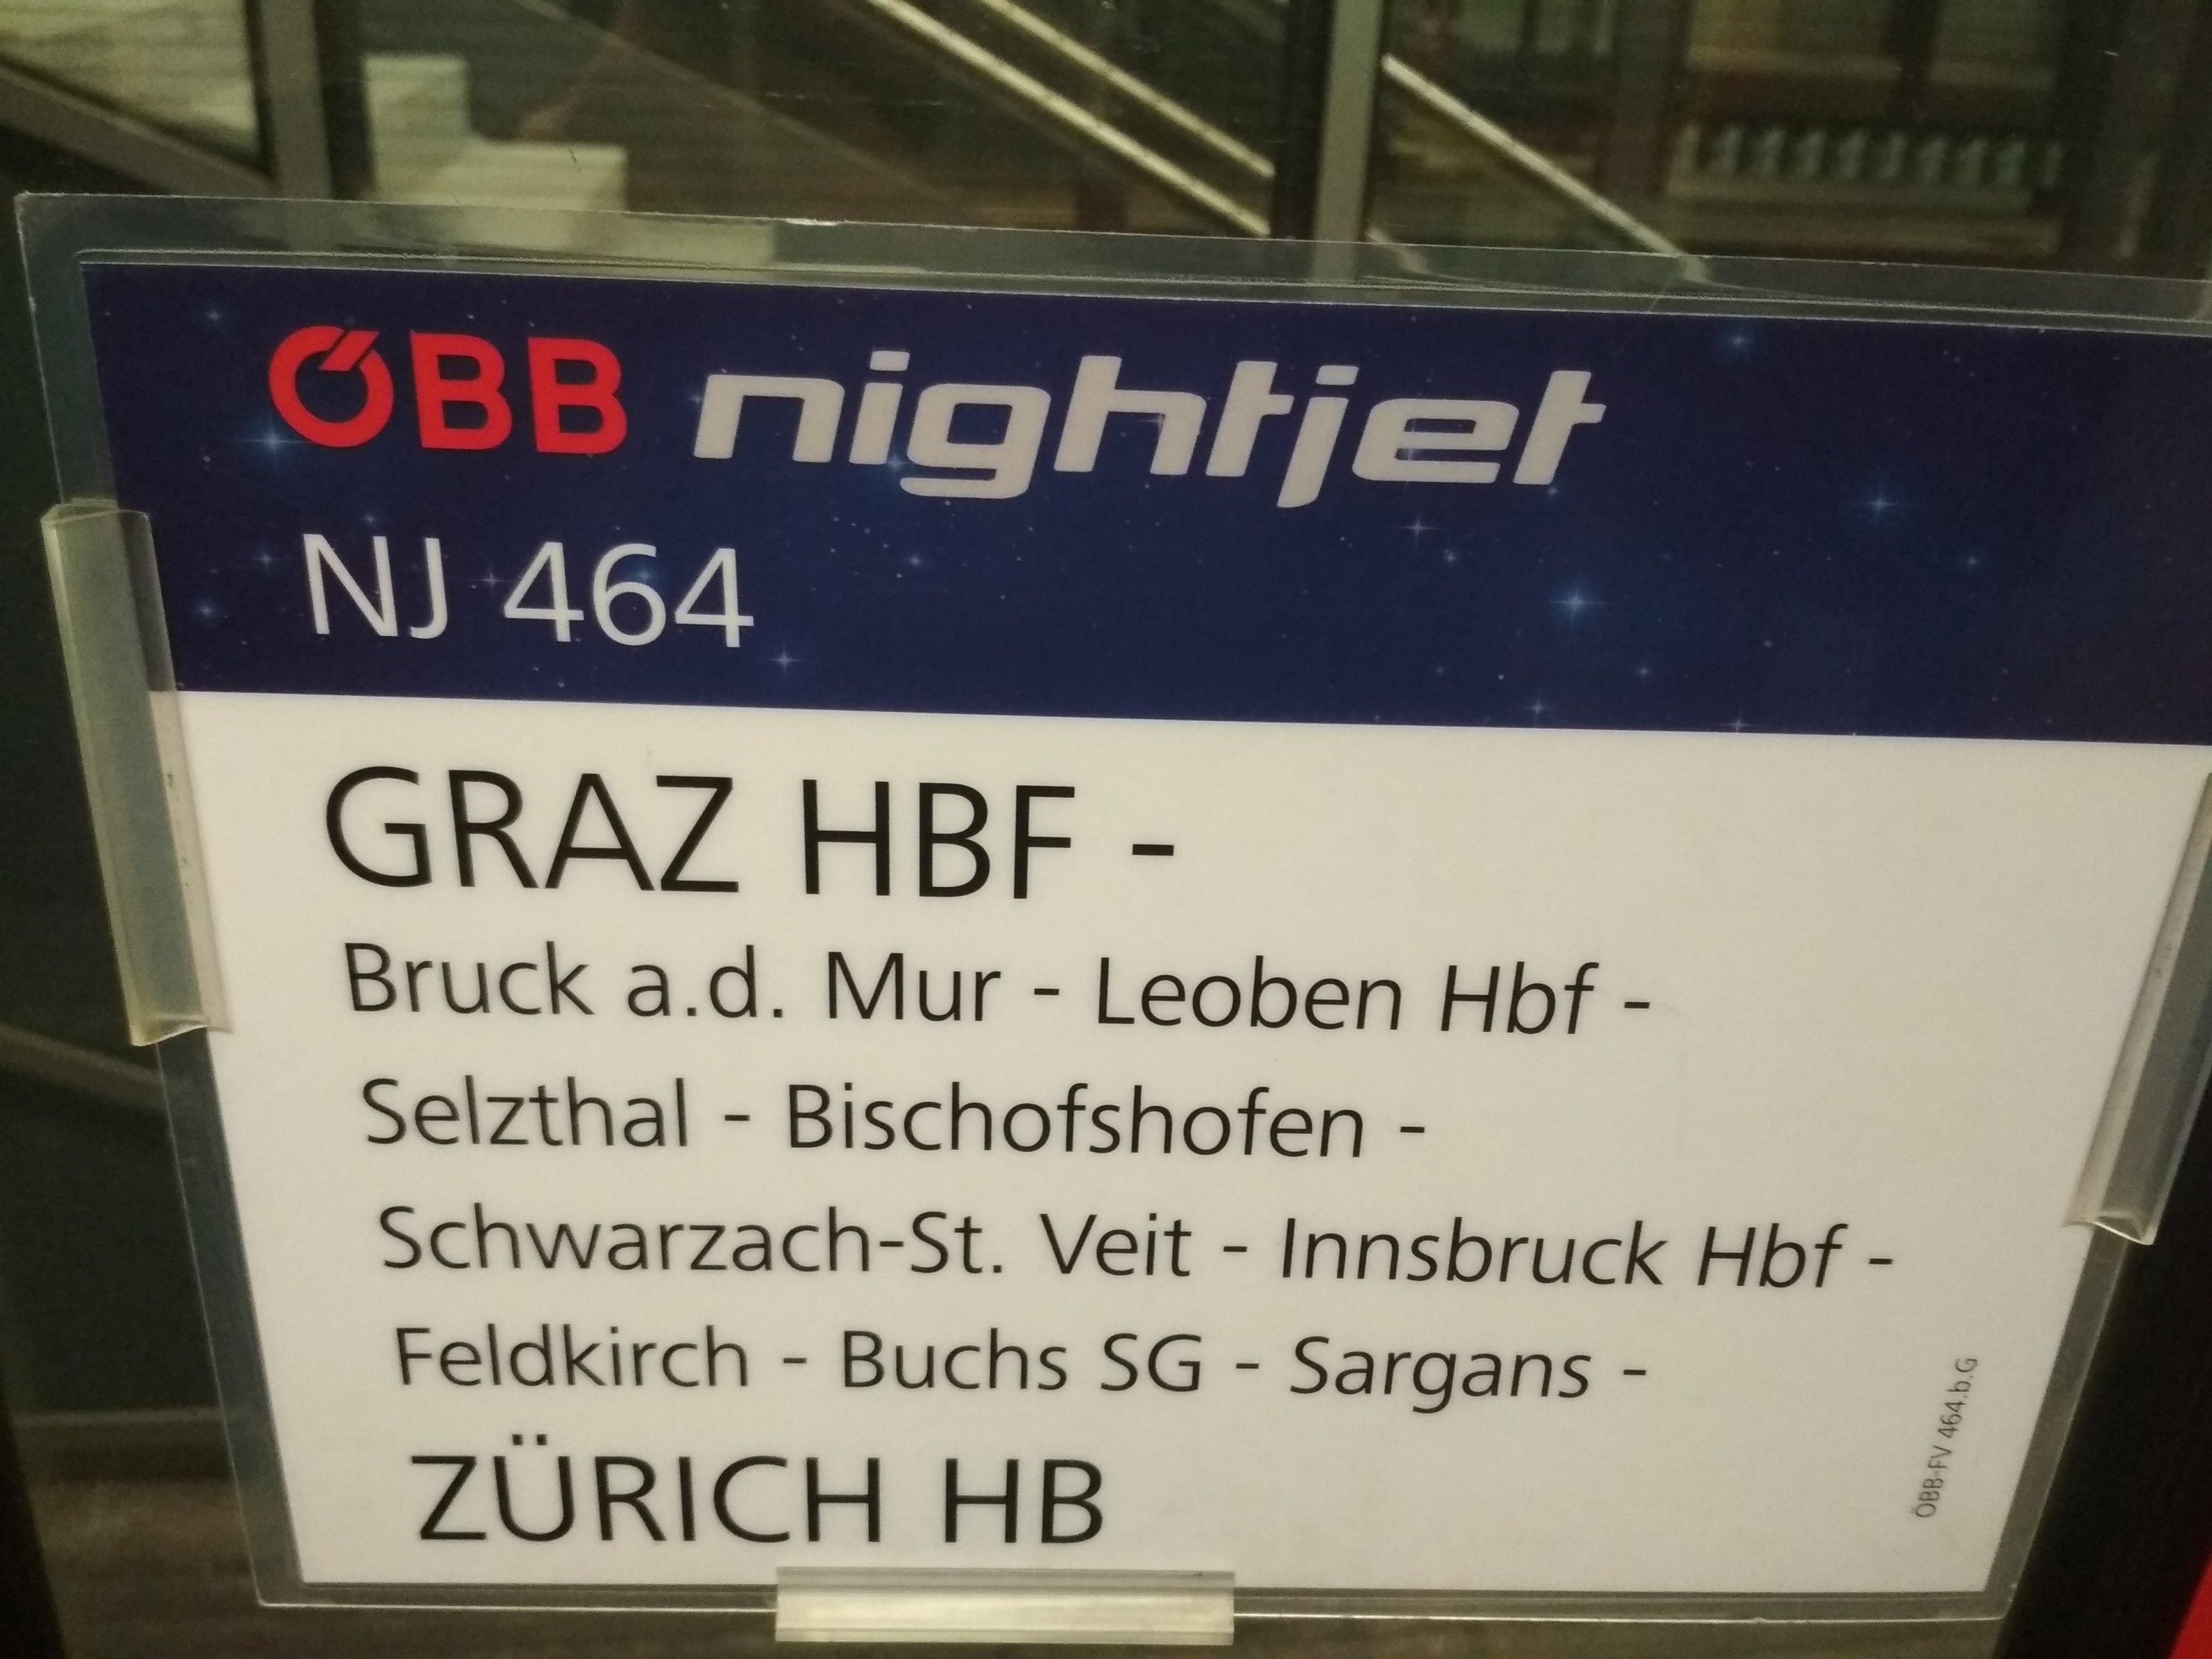 ÖBB nightjet
NJ 464
GRAZ HBF -
Bruck a.d. Mur - Leoben Hbf -
Selzthal - Bischofshofen -
Schwarzach-St. Veit - Innsbruck Hbf -
Feldkirch - Buchs SG - Sargans -
ZÜRICH HB
ÖBB-FV 464.b.G